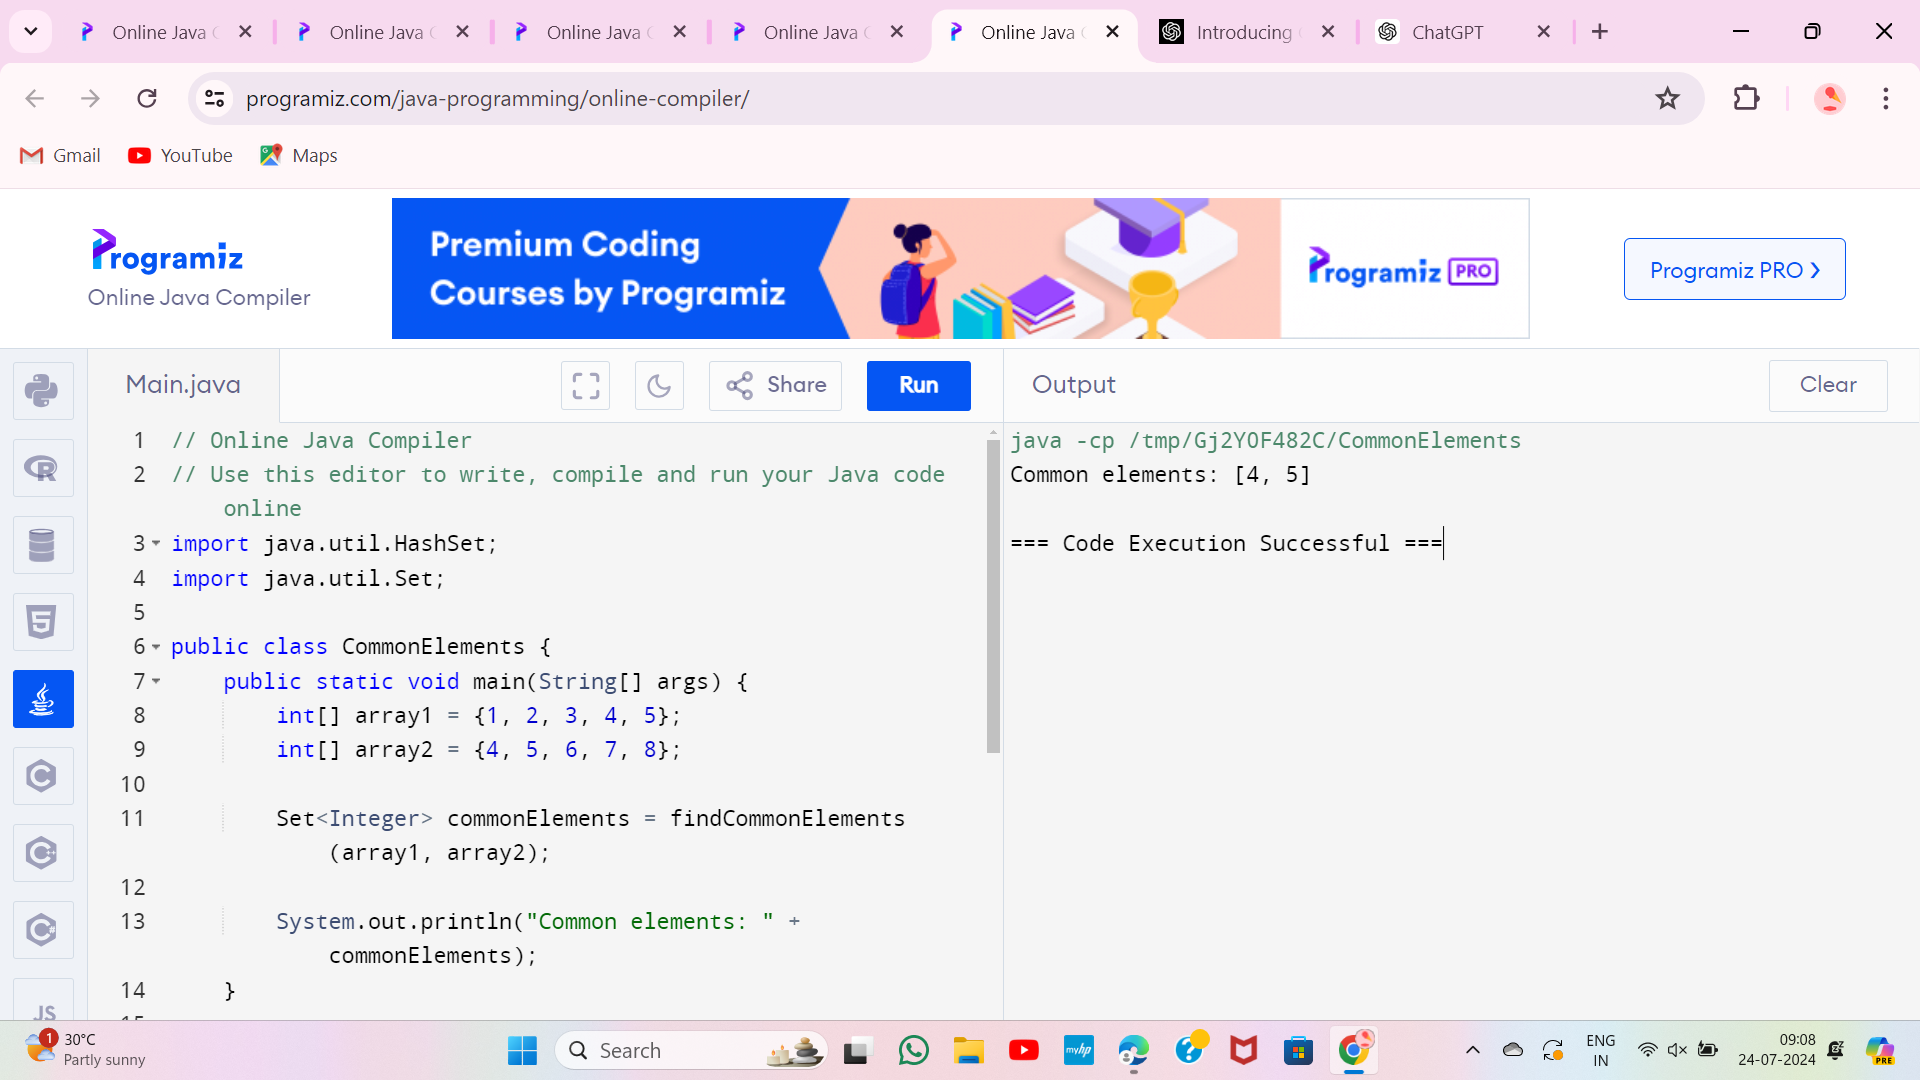 Online Java C
Online Java C
Online Java C
Online Java C
Online Java C
Introducing
ChatGPT
programiz.com/java-programming/online-compiler/
Gmail
YouTube
Maps
Programiz
Online Java Compiler
Premium Coding
Courses by Programiz
Programiz PRO
Programiz PRO
Main.java
Share
Run
Output
Clear
1 // Online Java Compiler
2 // Use this editor to write, compile and run your Java code
online
3 import java.util.HashSet;
4 import java.util.Set;
5
6 public class CommonElements {
7 public static void main(String[] args) {
8 int[] array1 = {1, 2, 3, 4, 5};
9 int[] array2 = {4, 5, 6, 7, 8};
10
11 Set<Integer> commonElements = findCommonElements
(array1, array2);
12
13 System.out.println("Common elements: " +
commonElements);
14 }
java -cp /tmp/Gj2Y0F482C/CommonElements
Common elements: [4, 5]
=== Code Execution Successful ===
JS
1
30°C
Partly sunny
Search
myhp
ENG
IN
09:08
24-07-2024
PRE